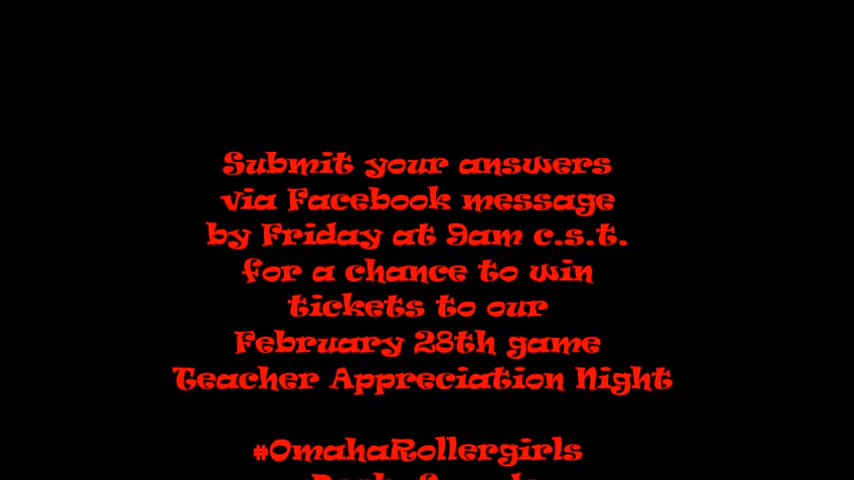 Submit your answers
via Facebook message
by Friday at 9am c.s.t.
for a chance to win
tickets to our
February 28th game
Teacher Appreciation Night
#OmahaRollergirls